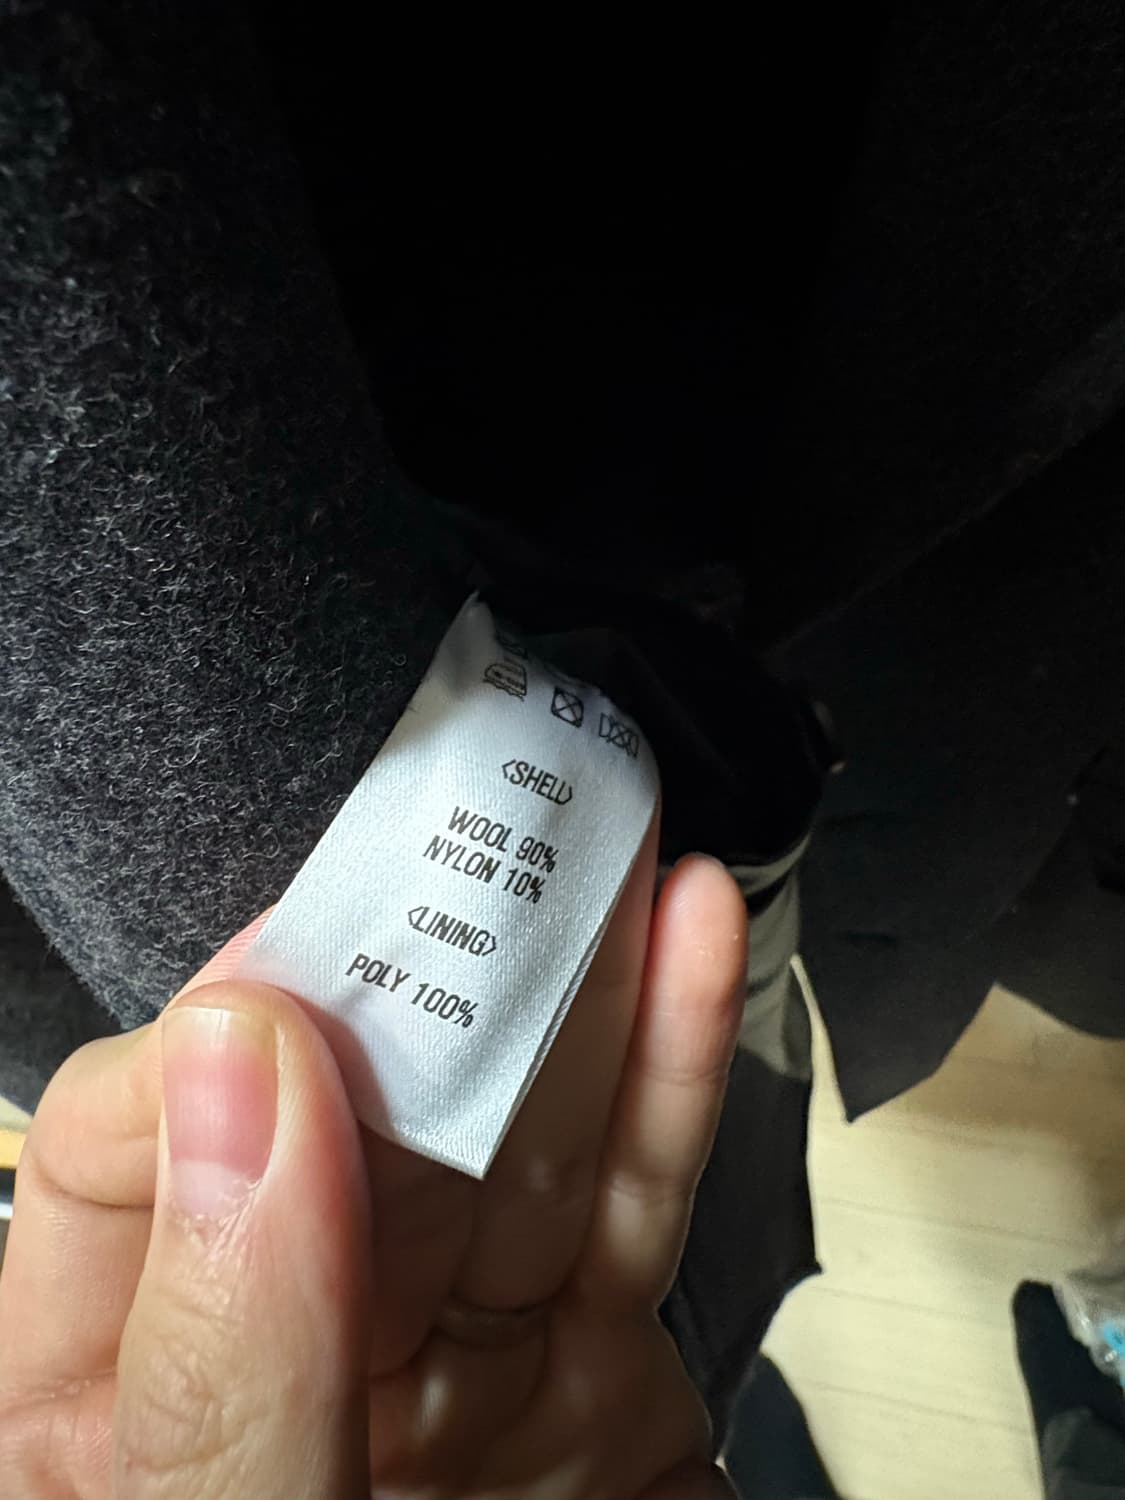 <SHELL>
WOOL 90%
NYLON 10%
<LINING>
POLY 100%